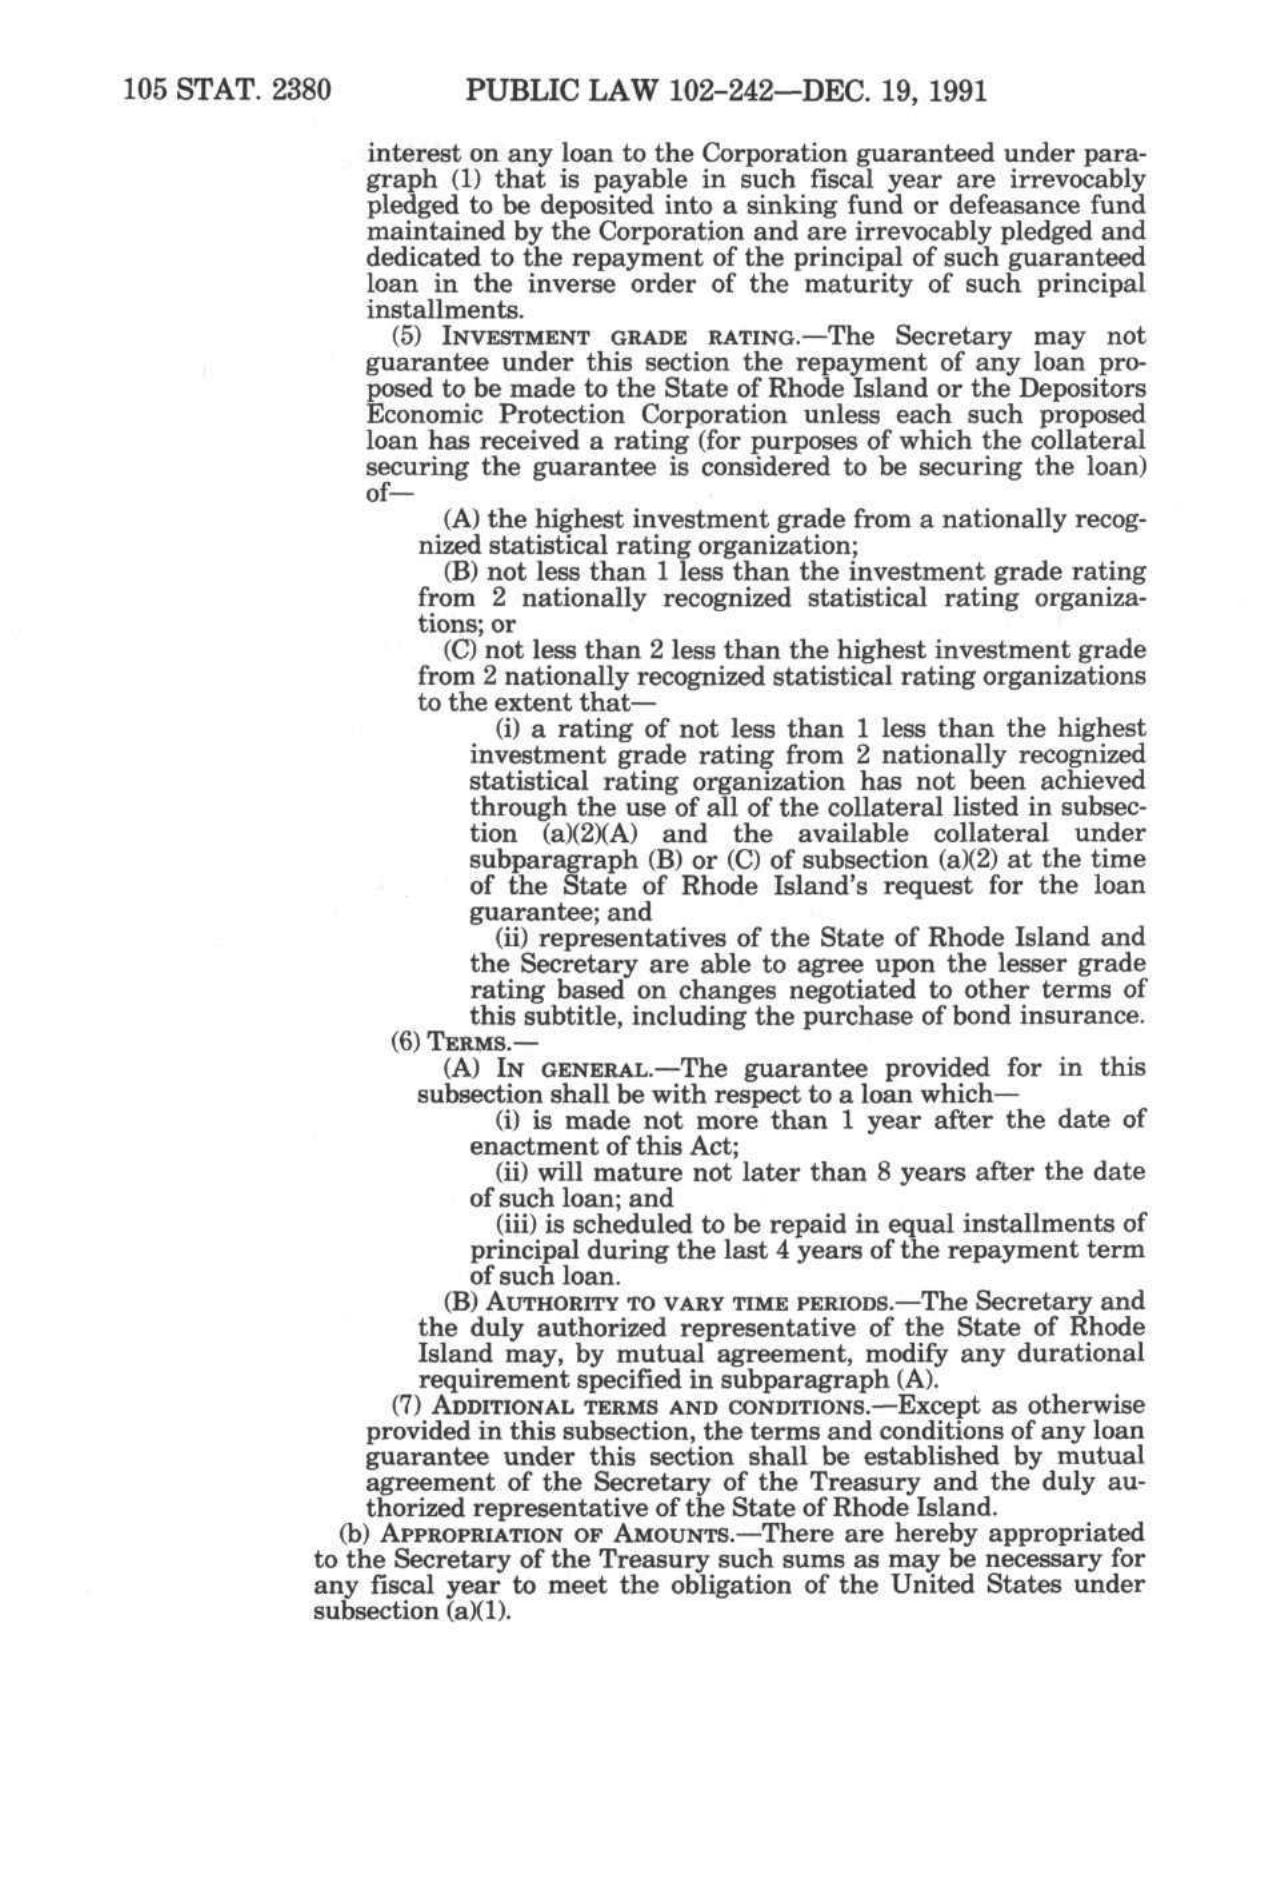 105 STAT. 2380 PUBLIC LAW 102-242—DEC. 19, 1991
interest on any loan to the Corporation guaranteed under para-
graph (1) that is payable in such fiscal year are irrevocably
pledged to be deposited into a sinking fund or defeasance fund
maintained by the Corporation and are irrevocably pledged and
dedicated to the repayment of the principal of such guaranteed
loan in the inverse order of the maturity of such principal
installments.
(5) INVESTMENT GRADE RATING.—The Secretary may not
guarantee under this section the repayment of any loan pro-
posed to be made to the State of Rhode Island or the Depositors
Economic Protection Corporation unless each such proposed
loan has received a rating (for purposes of which the collateral
securing the guarantee is considered to be securing the loan)
of—
(A) the highest investment grade from a nationally recog-
nized statistical rating organization;
(B) not less than 1 less than the investment grade rating
from 2 nationally recognized statistical rating organiza-
tions; or
(C) not less than 2 less than the highest investment grade
from 2 nationally recognized statistical rating organizations
to the extent that—
(i) a rating of not less than 1 less than the highest
investment grade rating from 2 nationally recognized
statistical rating organization has not been achieved
through the use of all of the collateral listed in subsec-
tion (a)(2)(A) and the available collateral under
subparagraph (B) or (C) of subsection (a)(2) at the time
of the State of Rhode Island's request for the loan
guarantee; and
(ii) representatives of the State of Rhode Island and
the Secretary are able to agree upon the lesser grade
rating based on changes negotiated to other terms of
this subtitle, including the purchase of bond insurance.
(6) TERMS.—
(A) IN GENERAL.—The guarantee provided for in this
subsection shall be with respect to a loan which—
(i) is made not more than 1 year after the date of
enactment of this Act;
(ii) will mature not later than 8 years after the date
of such loan; and
(iii) is scheduled to be repaid in equal installments of
principal during the last 4 years of the repayment term
of such loan.
(B) AUTHORITY TO VARY TIME PERIODS.—The Secretary and
the duly authorized representative of the State of Rhode
Island may, by mutual agreement, modify any durational
requirement specified in subparagraph (A).
(7) ADDITIONAL TERMS AND CONDITIONS.—Except as otherwise
provided in this subsection, the terms and conditions of any loan
guarantee under this section shall be established by mutual
agreement of the Secretary of the Treasury and the duly au-
thorized representative of the State of Rhode Island.
(b) APPROPRIATION OF AMOUNTS.—There are hereby appropriated
to the Secretary of the Treasury such sums as may be necessary for
any fiscal year to meet the obligation of the United States under
subsection (a)(1).